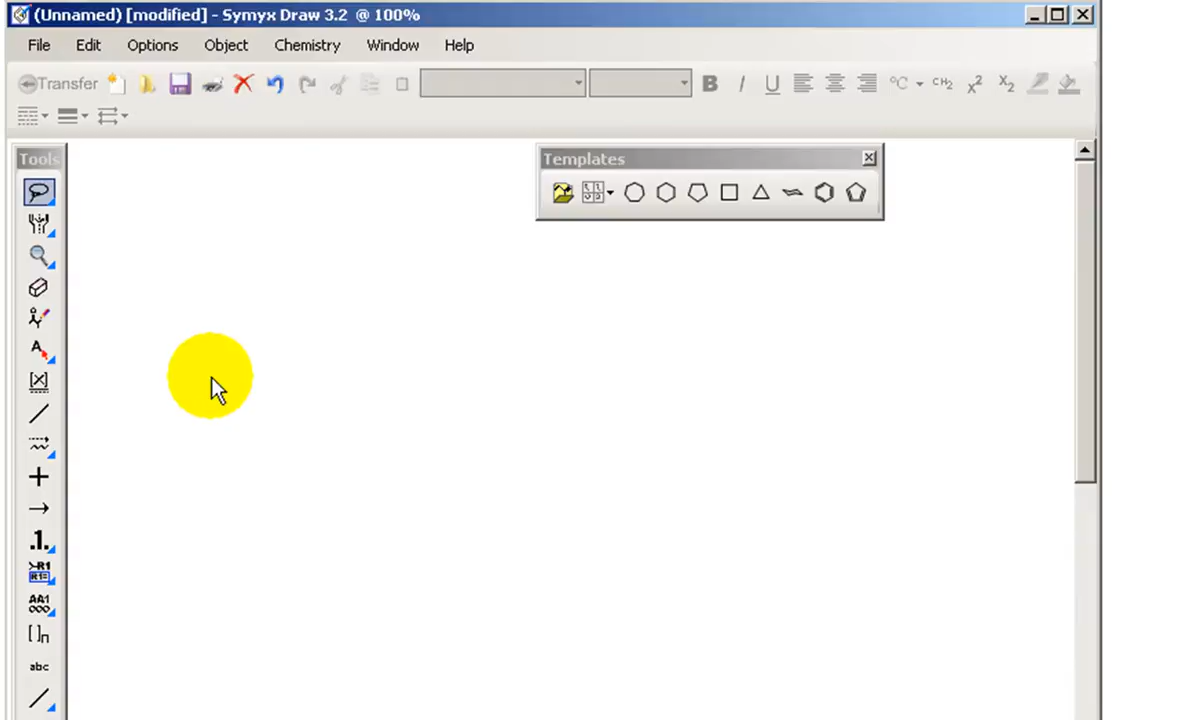 (Unnamed) [modified] - Symyx Draw 3.2 @ 100%
File Edit Options Object Chemistry Window Help
Transfer B I U °C CH2 x² X₂
Tools
Templates
A
[X]
.1.
>R1
R1=
AA1
[ ]n
abc